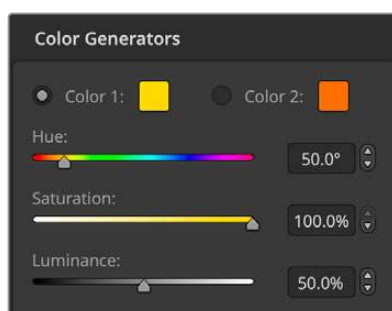 Color Generators
Color 1: Color 2:
Hue:
50.0°
Saturation:
100.0%
Luminance:
50.0%